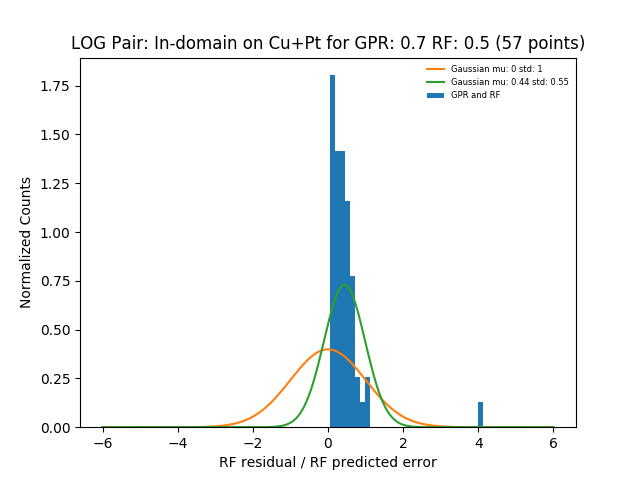 LOG Pair: In-domain on Cu+Pt for GPR: 0.7 RF: 0.5 (57 points)
Gaussian mu: 0 std: 1
Gaussian mu: 0.44 std: 0.55
GPR and RF
Normalized Counts
1.75
1.50
1.25
1.00
0.75
0.50
0.25
0.00
−6 −4 −2 0 2 4 6
RF residual / RF predicted error